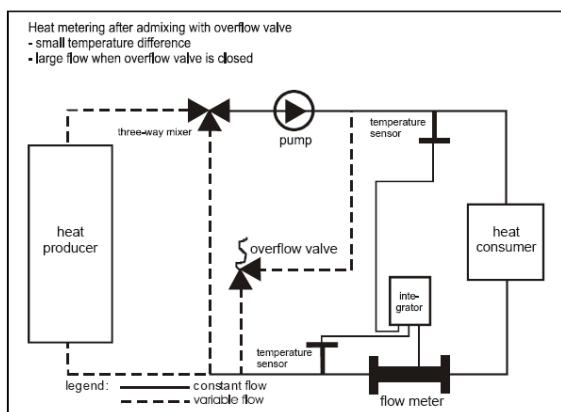 Heat metering after admixing with overflow valve
- small temperature difference
- large flow when overflow valve is closed
three-way mixer
pump
temperature
sensor
heat
producer
overflow valve
heat
consumer
inte-
grator
temperature
sensor
flow meter
legend:
constant flow
variable flow